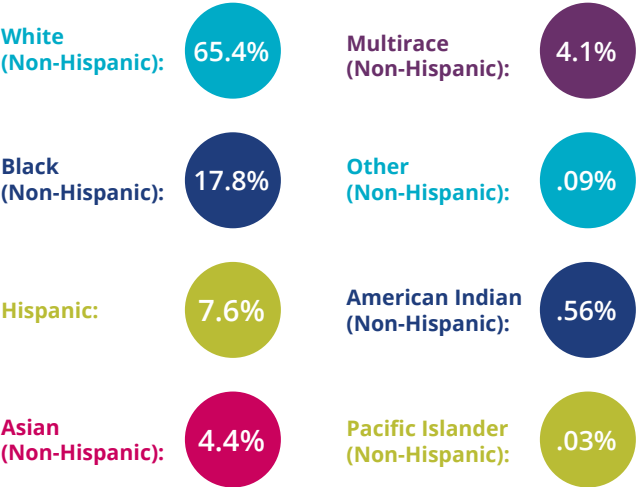 White
(Non-Hispanic):
65.4%
Black
(Non-Hispanic):
17.8%
Hispanic:
7.6%
Asian
(Non-Hispanic):
4.4%
Multirace
(Non-Hispanic):
4.1%
Other
(Non-Hispanic):
.09%
American Indian
(Non-Hispanic):
.56%
Pacific Islander
(Non-Hispanic):
.03%